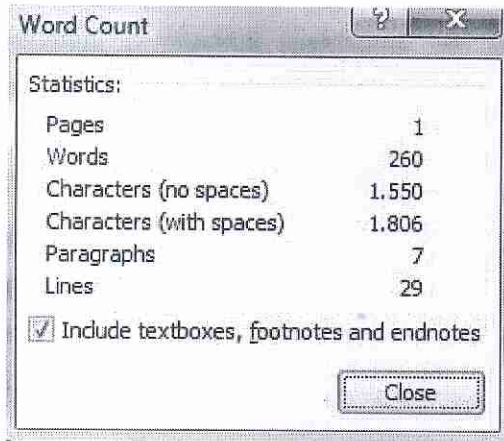 Word Count
Statistics:
Pages 1
Words 260
Characters (no spaces) 1.550
Characters (with spaces) 1.806
Paragraphs 7
Lines 29
Include textboxes, footnotes and endnotes
Close